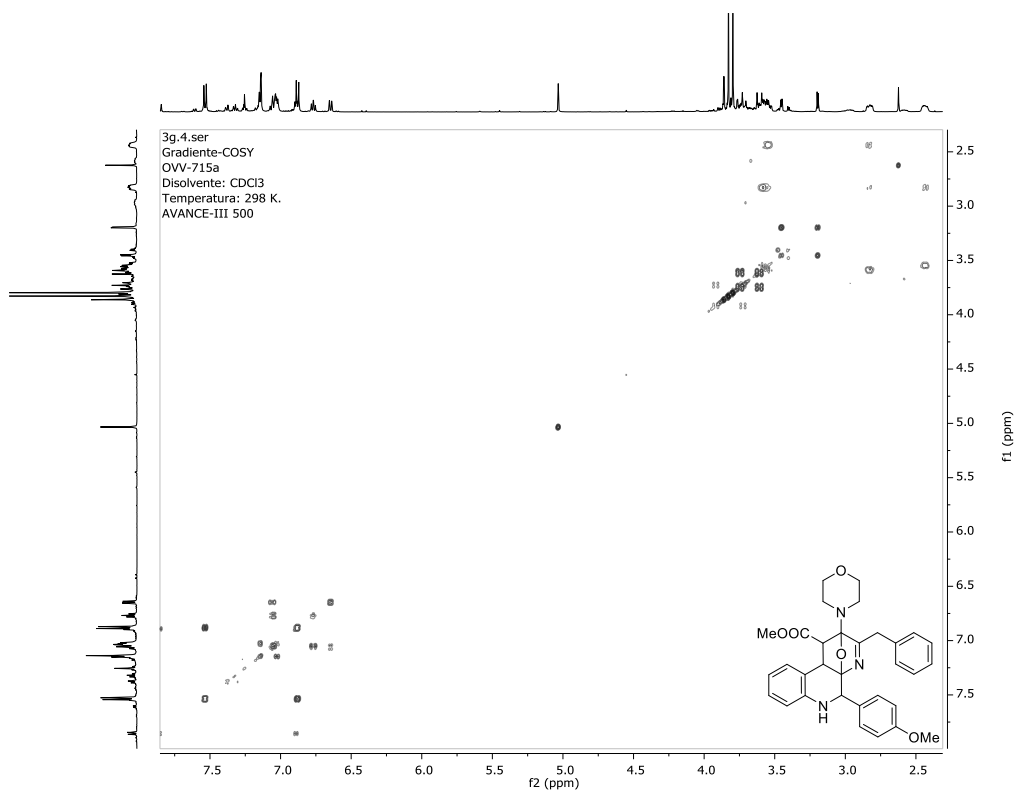 3g.4.ser
Gradiente-COSY
OVV-715a
Disolvente: CDCl3
Temperatura: 298 K.
AVANCE-III 500
2.5
3.0
3.5
4.0
4.5
5.0
5.5
6.0
6.5
7.0
7.5
f1 (ppm)
O
N
MeOOC
O
N
N
H
OMe
7.5 7.0 6.5 6.0 5.5 5.0 4.5 4.0 3.5 3.0 2.5
f2 (ppm)